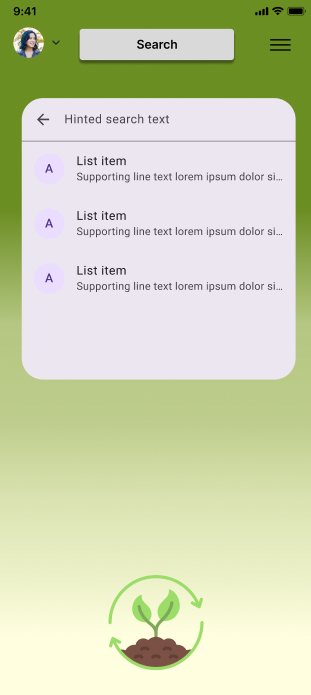 9:41
Search
Hinted search text
A
List item
Supporting line text lorem ipsum dolor si...
A
List item
Supporting line text lorem ipsum dolor si...
A
List item
Supporting line text lorem ipsum dolor si...